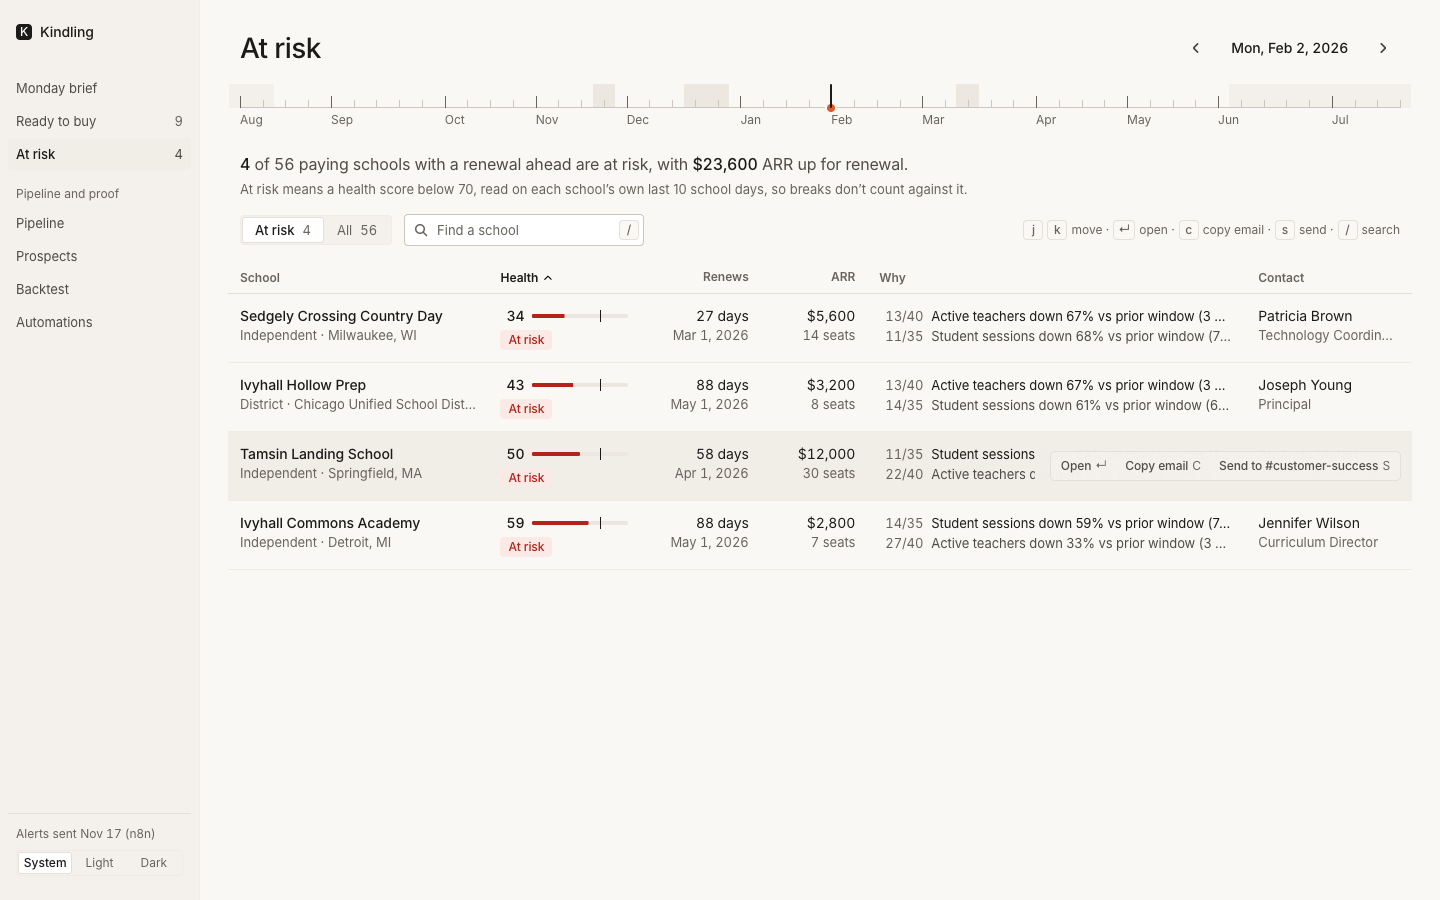 K Kindling
Monday brief
Ready to buy 9
At risk 4
Pipeline and proof
Pipeline
Prospects
Backtest
Automations
Alerts sent Nov 17 (n8n)
System Light Dark
At risk
Mon, Feb 2, 2026
Aug Sep Oct Nov Dec Jan Feb Mar Apr May Jun Jul
4 of 56 paying schools with a renewal ahead are at risk, with $23,600 ARR up for renewal.
At risk means a health score below 70, read on each school’s own last 10 school days, so breaks don’t count against it.
At risk 4 All 56 Find a school / j k move · ↵ open · c copy email · s send · / search
School Health Renews ARR Why Contact
Sedgely Crossing Country Day 34 27 days $5,600 13/40 Active teachers down 67% vs prior window (3 ... Patricia Brown
Independent · Milwaukee, WI At risk Mar 1, 2026 14 seats 11/35 Student sessions down 68% vs prior window (7... Technology Coordin...
Ivyhall Hollow Prep 43 88 days $3,200 13/40 Active teachers down 67% vs prior window (3 ... Joseph Young
District · Chicago Unified School Dist... At risk May 1, 2026 8 seats 14/35 Student sessions down 61% vs prior window (6... Principal
Tamsin Landing School 50 58 days $12,000 11/35 Student sessions Open ↵ Copy email C Send to #customer-success S
Independent · Springfield, MA At risk Apr 1, 2026 30 seats 22/40 Active teachers
Ivyhall Commons Academy 59 88 days $2,800 14/35 Student sessions down 59% vs prior window (7... Jennifer Wilson
Independent · Detroit, MI At risk May 1, 2026 7 seats 27/40 Active teachers down 33% vs prior window (3 ... Curriculum Director